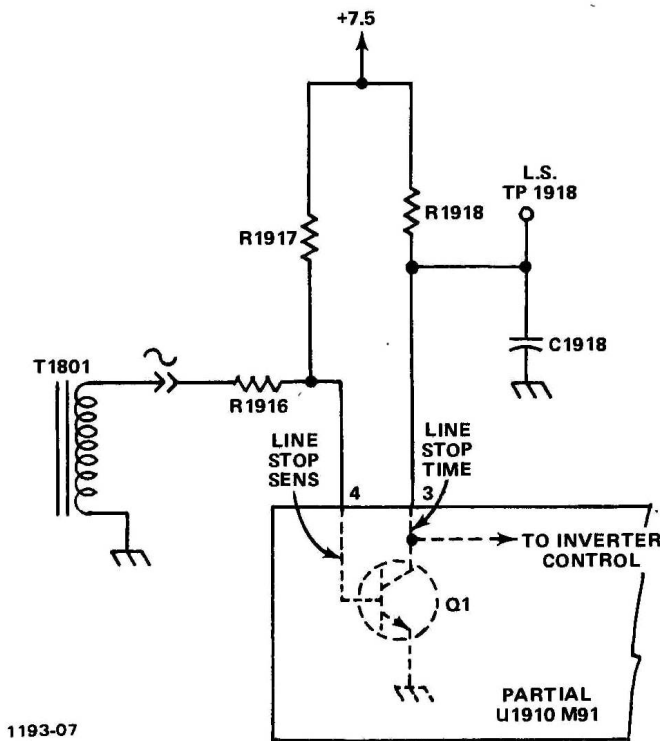 +7.5
L.S.
TP 1918
R1917
R1918
C1918
T1801
R1916
LINE
STOP
SENS
LINE
STOP
TIME
4
3
TO INVERTER
CONTROL
Q1
PARTIAL
U1910 M91
1193-07